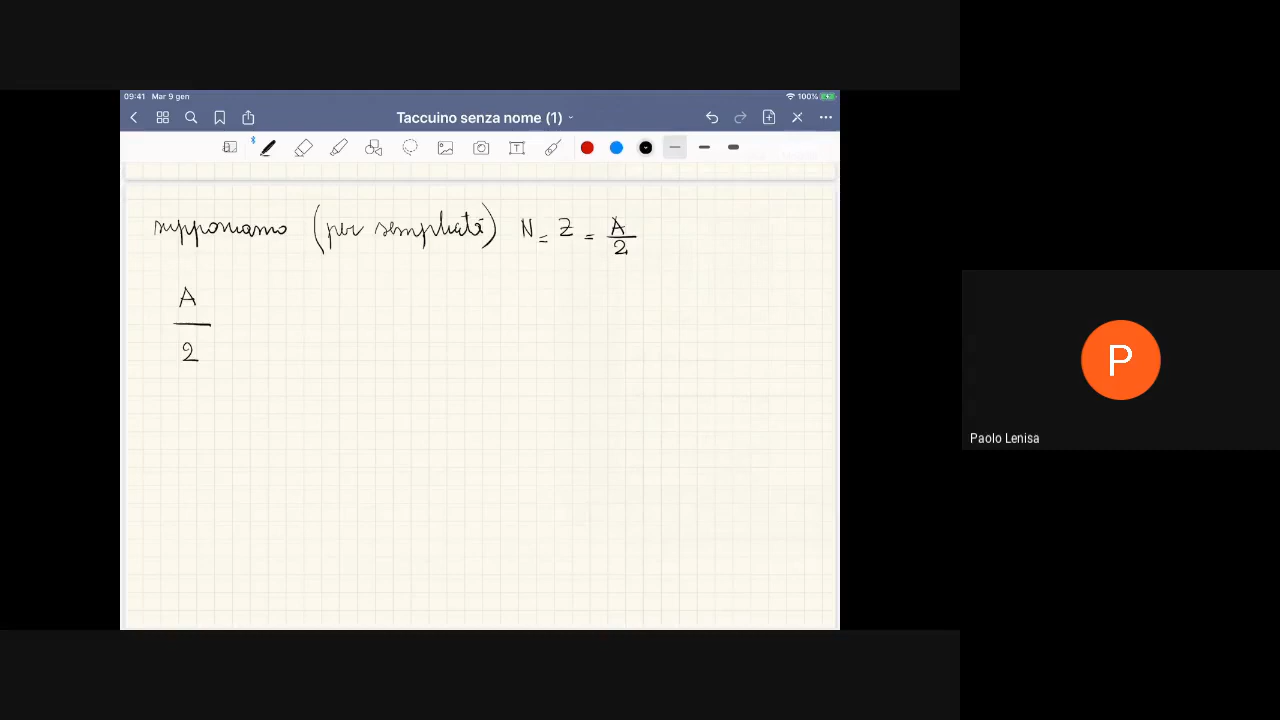 09:41 Mar 9 gen 100%
Taccuino senza nome (1)
supponiamo (per semplicità) N = Z = A/2
A
2
P
Paolo Lenisa